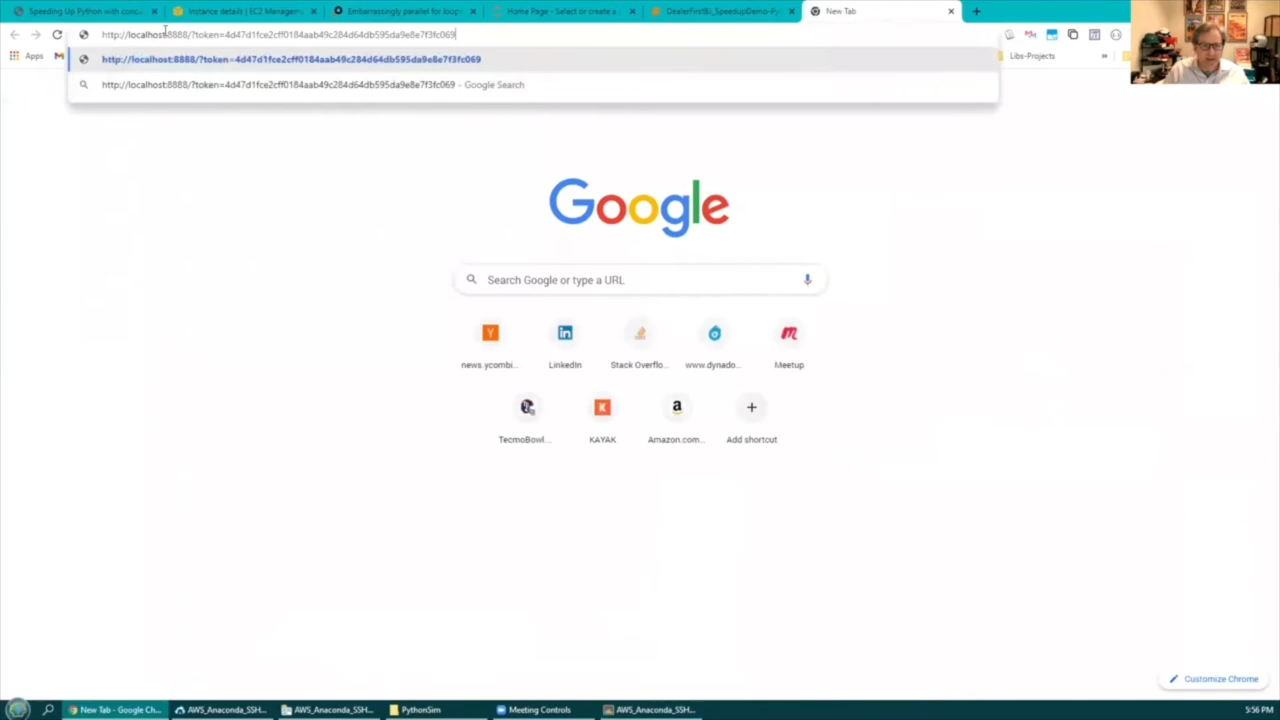 Speeding Up Python with conc
Instance details | EC2 Managem
Embarrassingly parallel for loop
Home Page - Select or create a
DealerFirstBJ_SpeedupDemo-Py
New Tab
http://localhost:8888/?token=4d47d1fce2cff0184aab49c284d64db595da9e8e7f3fc069
Apps
Libs-Projects
»
http://localhost:8888/?token=4d47d1fce2cff0184aab49c284d64db595da9e8e7f3fc069
http://localhost:8888/?token=4d47d1fce2cff0184aab49c284d64db595da9e8e7f3fc069 - Google Search
Google
Search Google or type a URL
Y
in
m
news.ycombi...
LinkedIn
Stack Overflo...
www.dynado...
Meetup
K
a
TecmoBowl...
KAYAK
Amazon.com...
Add shortcut
Customize Chrome
New Tab - Google Ch...
AWS_Anaconda_SSH...
AWS_Anaconda_SSH...
PythonSim
Meeting Controls
AWS_Anaconda_SSH...
5:56 PM